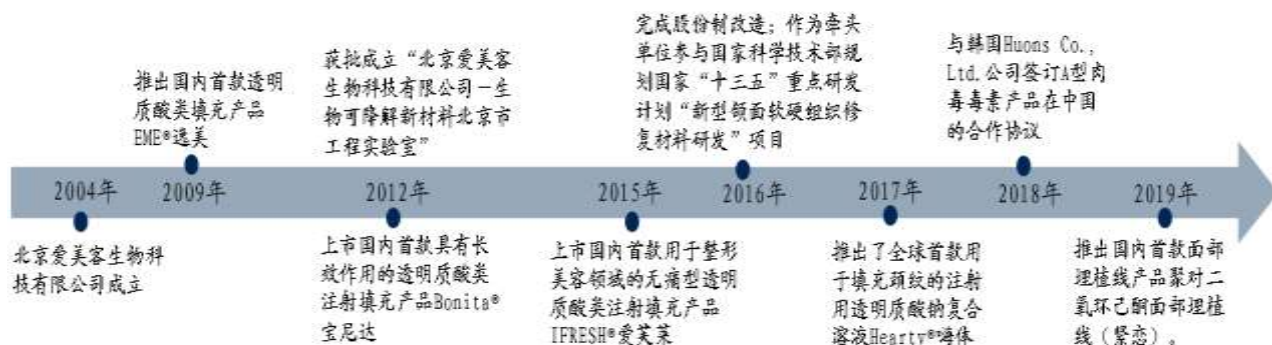 推出国内首款透明
质酸类填充产品
EME®逸美
获批成立“北京爱美客
生物科技有限公司－生
物可降解新材料北京市
工程实验室”
完成股份制改造；作为牵头
单位参与国家科学技术部规
划国家“十三五”重点研发
计划“新型颌面软硬组织修
复材料研发”项目
与韩国Huons Co.,
Ltd.公司签订A型肉
毒毒素产品在中国
的合作协议
2004年
2009年
2012年
2015年
2016年
2017年
2018年
2019年
北京爱美客生物科
技有限公司成立
上市国内首款具有长
效作用的透明质酸类
注射填充产品Bonita®
宝尼达
上市国内首款用于整形
美容领域的无痛型透明
质酸类注射填充产品
IFRESH®爱芙莱
推出了全球首款用
于填充颈纹的注射
用透明质酸钠复合
溶液Hearty®嗨体
推出国内首款面部
埋植线产品聚对二
氧环己酮面部埋植
线（紧恋）。